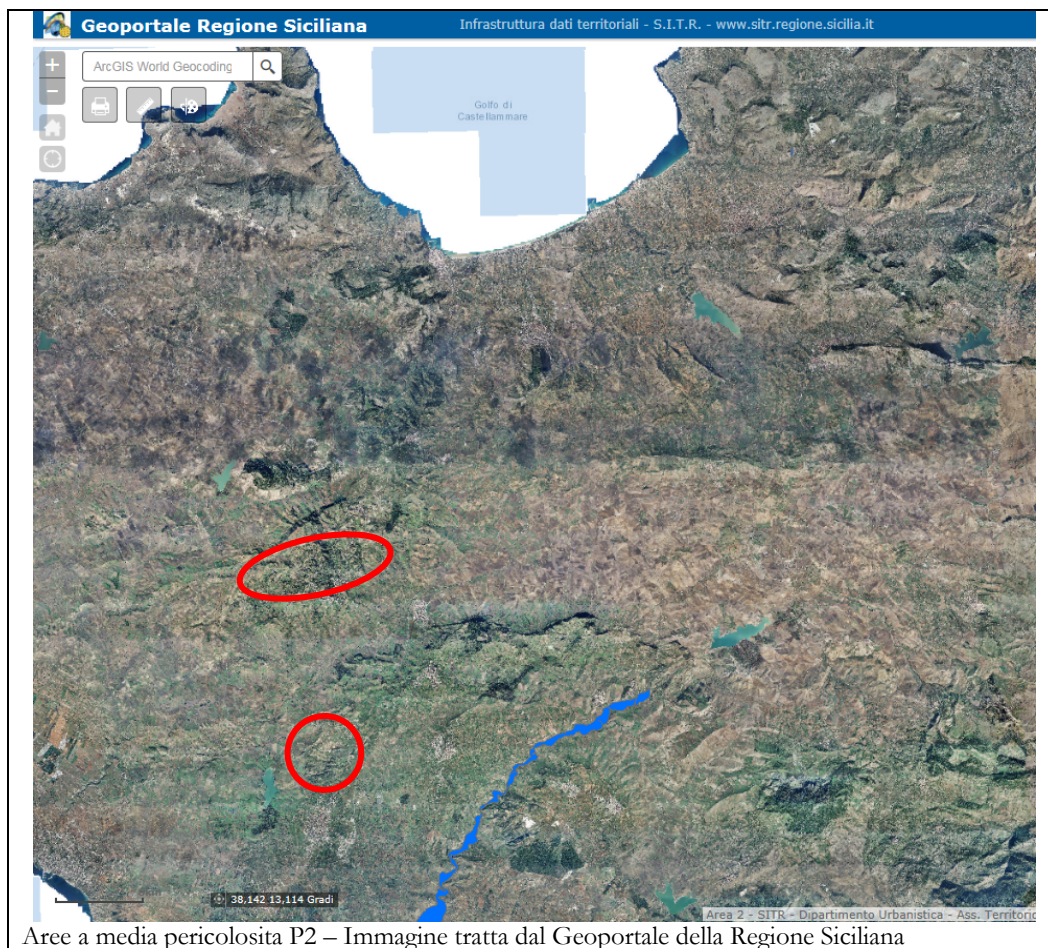 Geoportale Regione Siciliana
Infrastruttura dati territoriali - S.I.T.R. - www.sitr.regione.sicilia.it
+
ArcGIS World Geocoding
−
Golfo di
Castellammare
38,142 13,114 Gradi
Area 2 - SITR - Dipartimento Urbanistica - Ass. Territorio
Aree a media pericolosita P2 – Immagine tratta dal Geoportale della Regione Siciliana